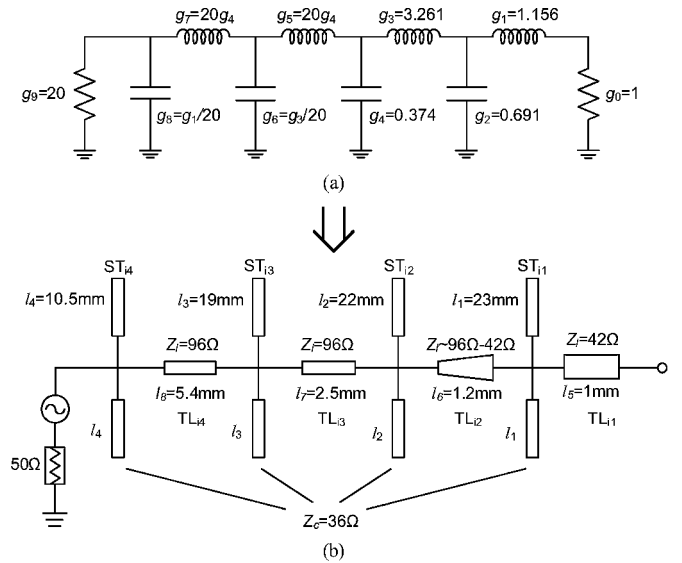 g7=20g4 g5=20g4 g3=3.261 g1=1.156
g9=20 g8=g1/20 g6=g3/20 g4=0.374 g2=0.691 g0=1
(a)
STi4 STi3 STi2 STi1
l4=10.5mm l3=19mm l2=22mm l1=23mm
Zl=96Ω Zl=96Ω Zl~96Ω-42Ω Zl=42Ω
l8=5.4mm l7=2.5mm l6=1.2mm l5=1mm
TLi4 TLi3 TLi2 TLi1
l4 l3 l2 l1
50Ω
Zc=36Ω
(b)